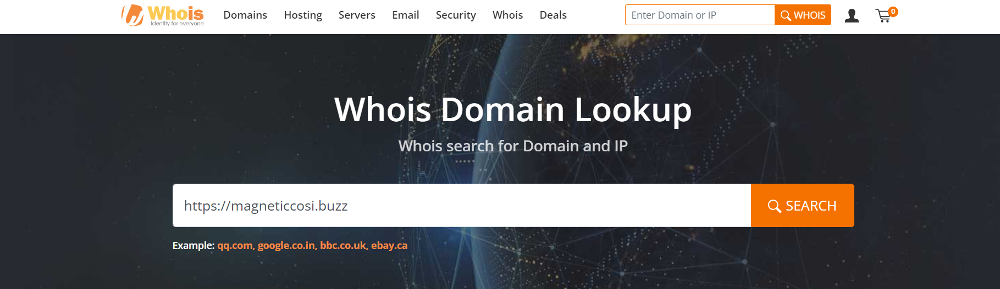 Whois
Identity for everyone
Domains Hosting Servers Email Security Whois Deals
Enter Domain or IP
WHOIS
0
Whois Domain Lookup
Whois search for Domain and IP
https://magneticcosi.buzz
SEARCH
Example: qq.com, google.co.in, bbc.co.uk, ebay.ca